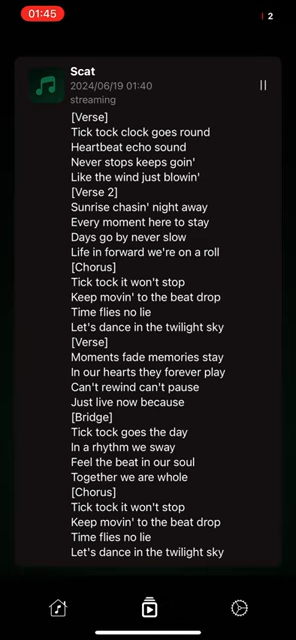 01:45
2
Scat
2024/06/19 01:40
streaming
[Verse]
Tick tock clock goes round
Heartbeat echo sound
Never stops keeps goin'
Like the wind just blowin'
[Verse 2]
Sunrise chasin' night away
Every moment here to stay
Days go by never slow
Life in forward we're on a roll
[Chorus]
Tick tock it won't stop
Keep movin' to the beat drop
Time flies no lie
Let's dance in the twilight sky
[Verse]
Moments fade memories stay
In our hearts they forever play
Can't rewind can't pause
Just live now because
[Bridge]
Tick tock goes the day
In a rhythm we sway
Feel the beat in our soul
Together we are whole
[Chorus]
Tick tock it won't stop
Keep movin' to the beat drop
Time flies no lie
Let's dance in the twilight sky